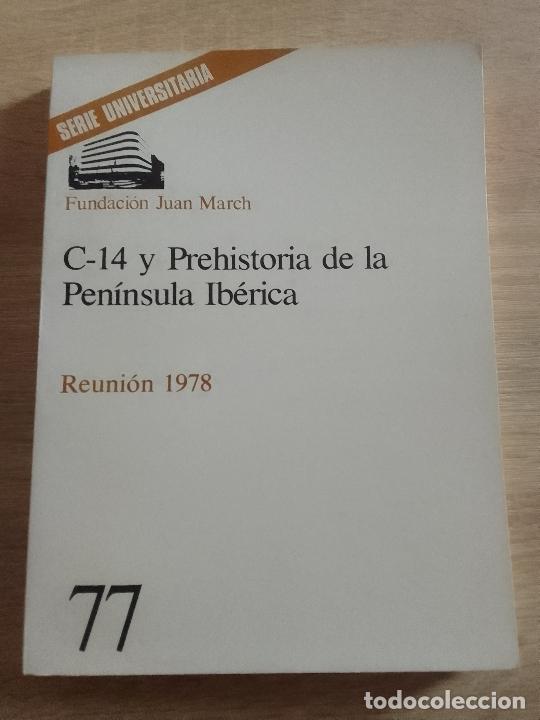 SERIE UNIVERSITARIA
Fundación Juan March
C-14 y Prehistoria de la
Península Ibérica
Reunión 1978
77
todocoleccion